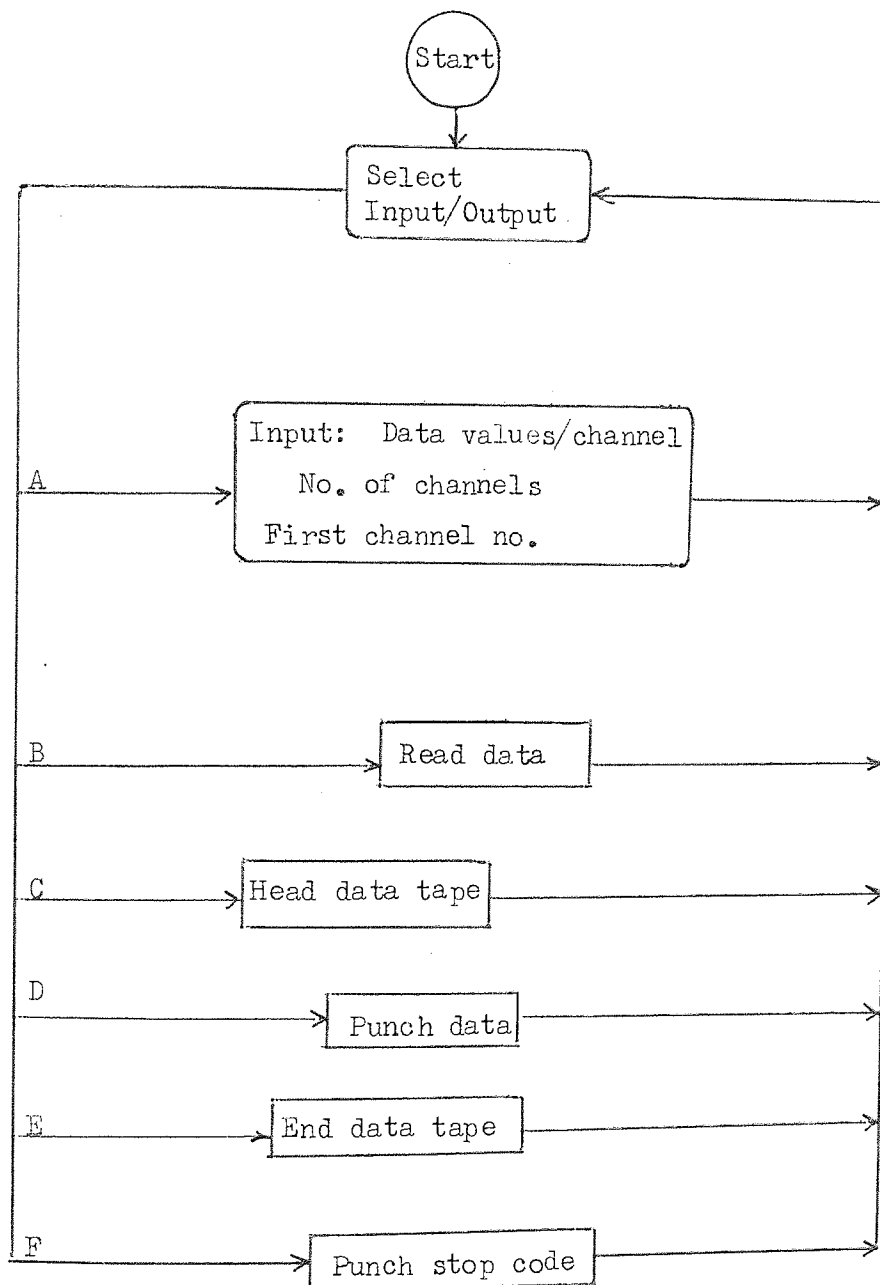 Start
Select
Input/Output
Input: Data values/channel
No. of channels
First channel no.
A
B
Read data
C
Head data tape
D
Punch data
E
End data tape
F
Punch stop code